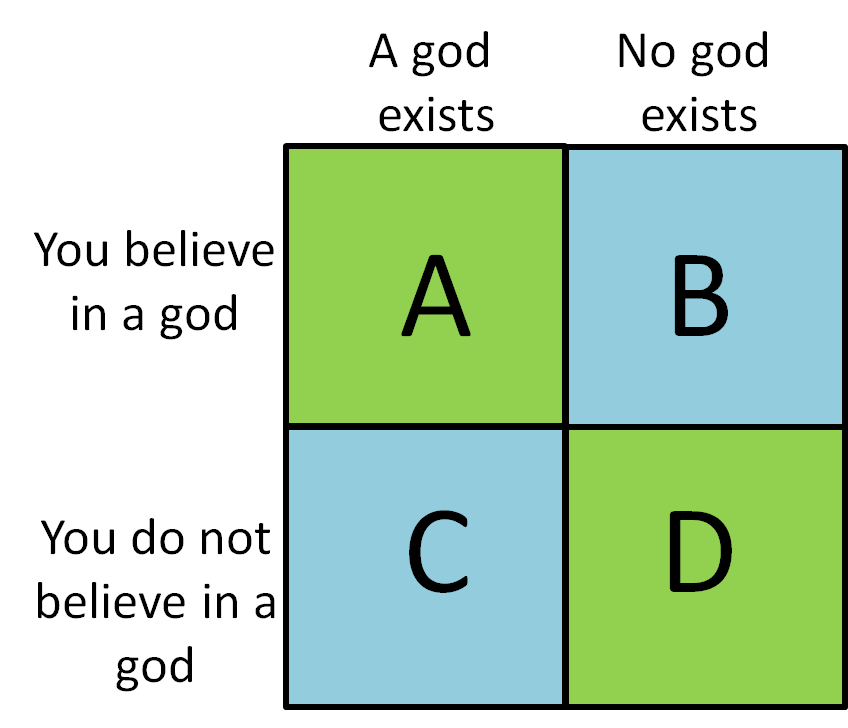 A god
exists
No god
exists
You believe
in a god
A
B
You do not
believe in a
god
C
D